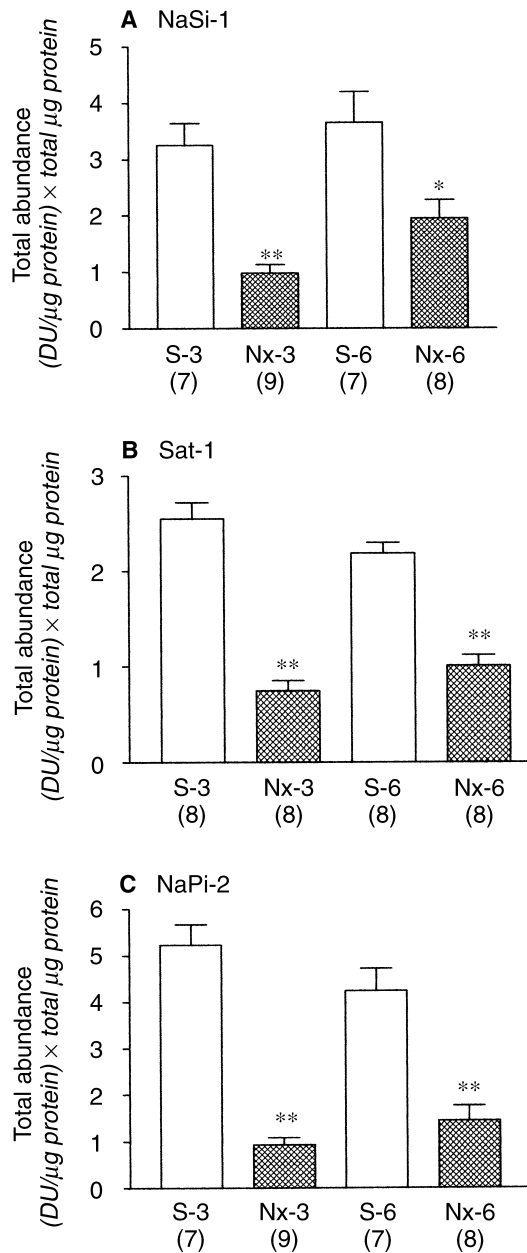 A NaSi-1
Total abundance
(DU/μg protein) × total μg protein
5
4
3
2
1
0
**
*
S-3 Nx-3 S-6 Nx-6
(7) (9) (7) (8)
B Sat-1
Total abundance
(DU/μg protein) × total μg protein
3
2
1
0
**
**
S-3 Nx-3 S-6 Nx-6
(8) (8) (8) (8)
C NaPi-2
Total abundance
(DU/μg protein) × total μg protein
6
5
4
3
2
1
0
**
**
S-3 Nx-3 S-6 Nx-6
(7) (9) (7) (8)